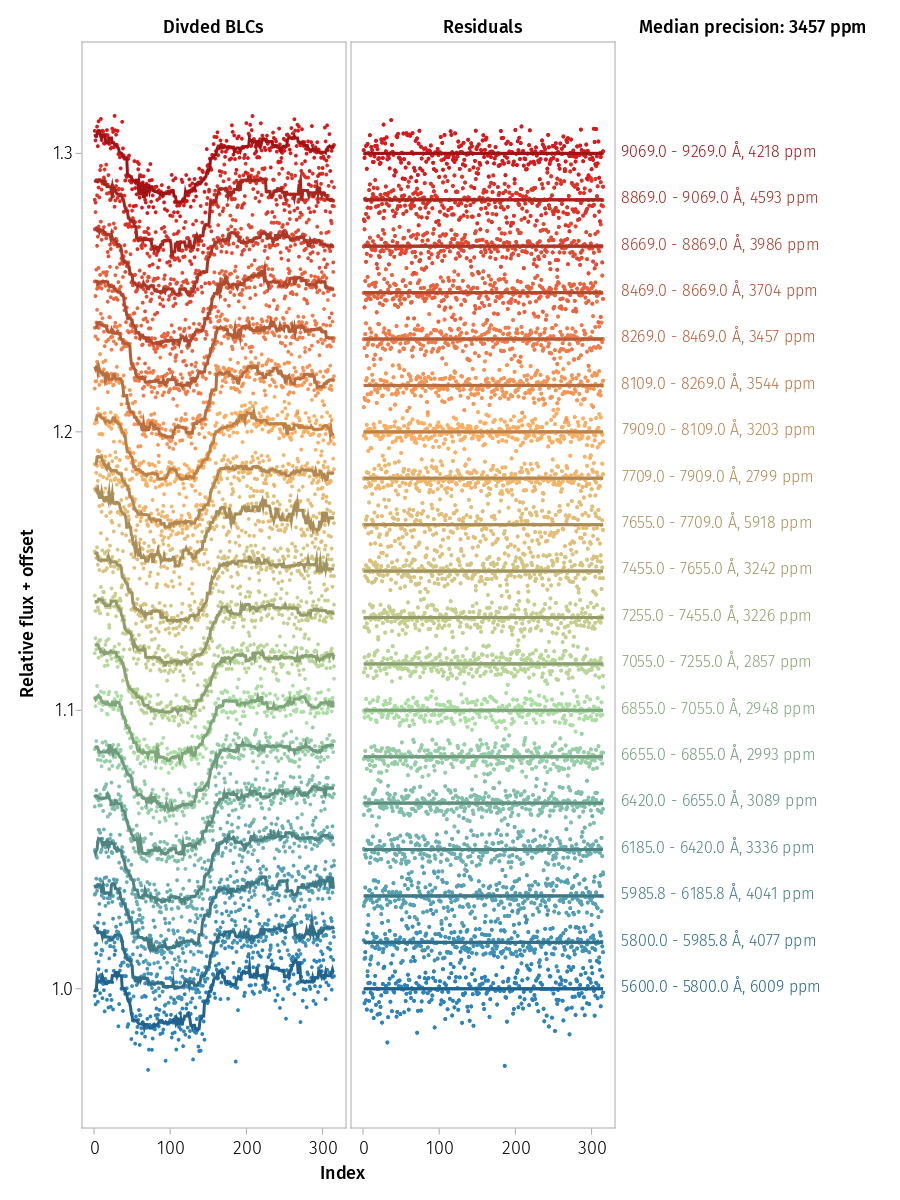 Divded BLCs
Residuals
Median precision: 3457 ppm
Relative flux + offset
1.3
1.2
1.1
1.0
9069.0 - 9269.0 Å, 4218 ppm
8869.0 - 9069.0 Å, 4593 ppm
8669.0 - 8869.0 Å, 3986 ppm
8469.0 - 8669.0 Å, 3704 ppm
8269.0 - 8469.0 Å, 3457 ppm
8109.0 - 8269.0 Å, 3544 ppm
7909.0 - 8109.0 Å, 3203 ppm
7709.0 - 7909.0 Å, 2799 ppm
7655.0 - 7709.0 Å, 5918 ppm
7455.0 - 7655.0 Å, 3242 ppm
7255.0 - 7455.0 Å, 3226 ppm
7055.0 - 7255.0 Å, 2857 ppm
6855.0 - 7055.0 Å, 2948 ppm
6655.0 - 6855.0 Å, 2993 ppm
6420.0 - 6655.0 Å, 3089 ppm
6185.0 - 6420.0 Å, 3336 ppm
5985.8 - 6185.8 Å, 4041 ppm
5800.0 - 5985.8 Å, 4077 ppm
5600.0 - 5800.0 Å, 6009 ppm
0 100 200 300
0 100 200 300
Index